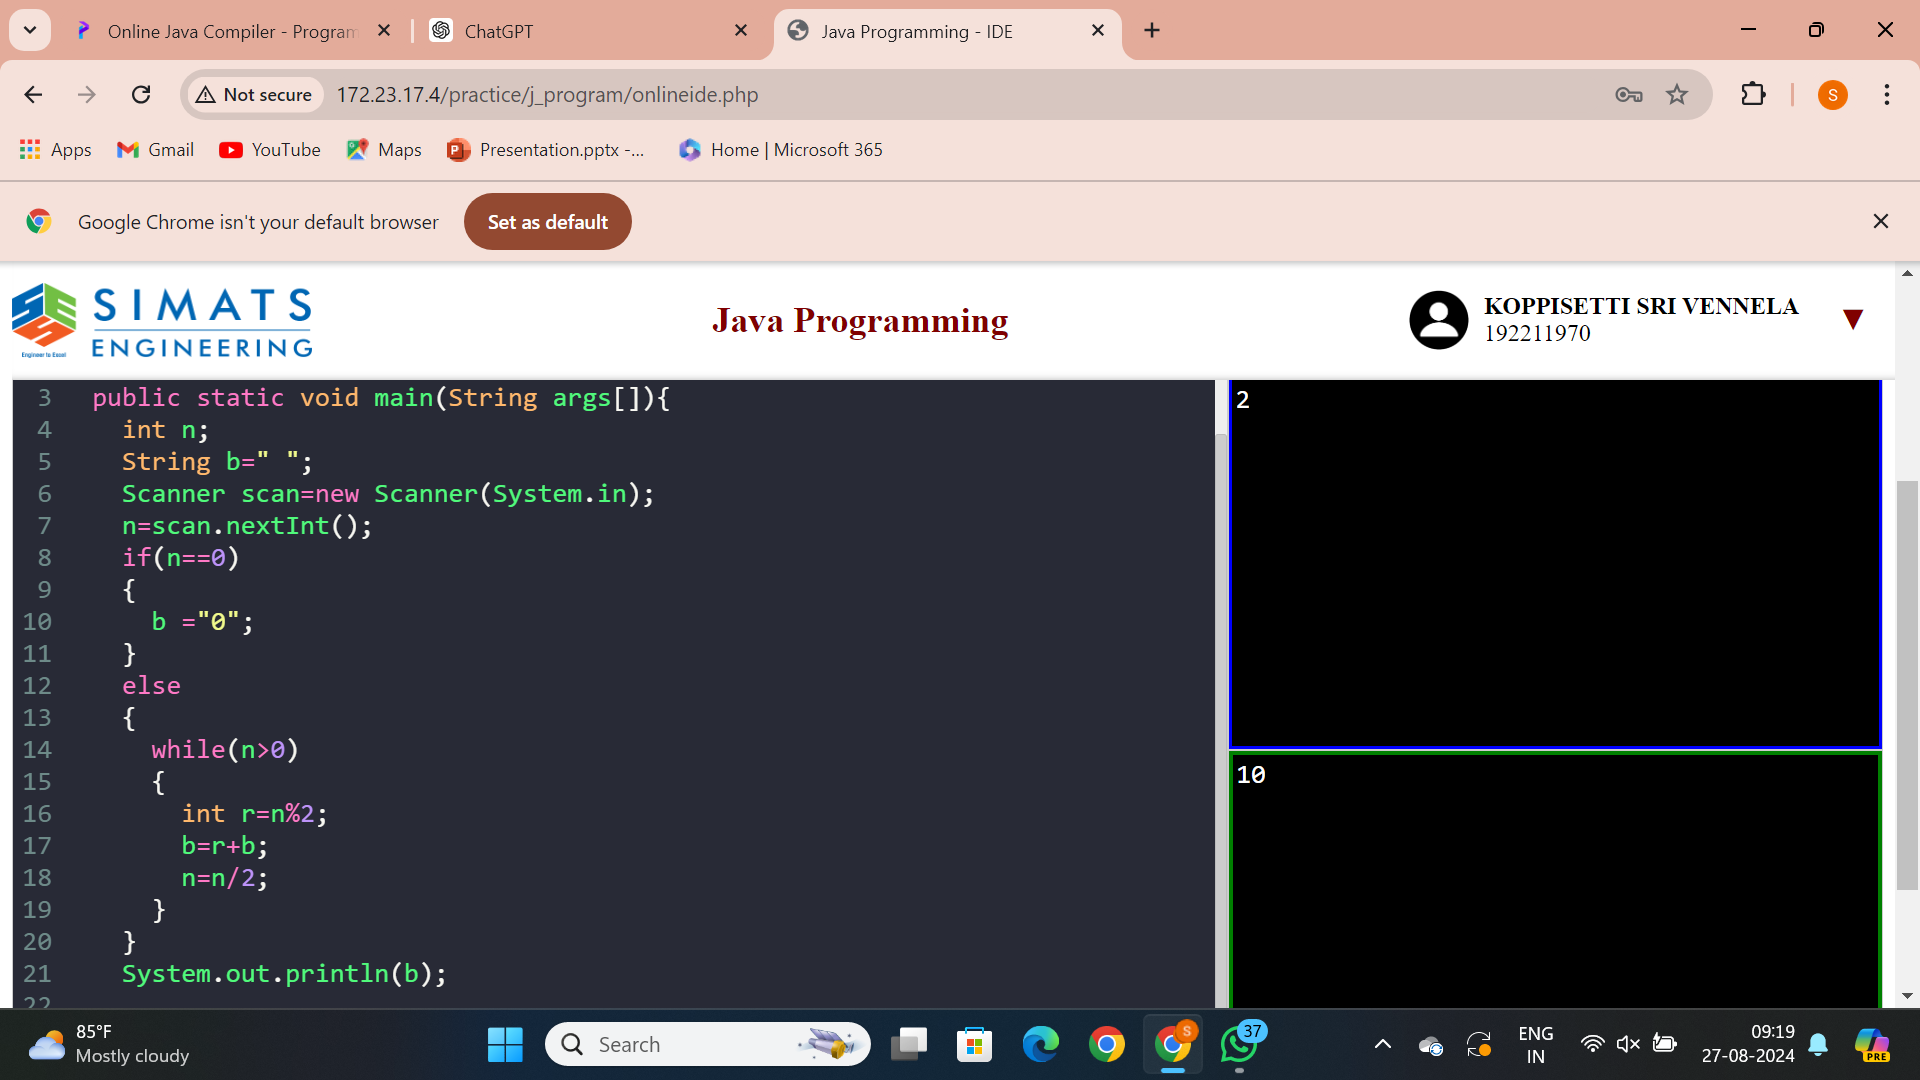 Online Java Compiler - Program
ChatGPT
Java Programming - IDE
Not secure
172.23.17.4/practice/j_program/onlineide.php
S
Apps
Gmail
YouTube
Maps
Presentation.pptx -...
Home | Microsoft 365
Google Chrome isn't your default browser
Set as default
SIMATS
ENGINEERING
Engineer to Excel
Java Programming
KOPPISETTI SRI VENNELA
192211970
3 public static void main(String args[]){
4 int n;
5 String b=" ";
6 Scanner scan=new Scanner(System.in);
7 n=scan.nextInt();
8 if(n==0)
9 {
10 b ="0";
11 }
12 else
13 {
14 while(n>0)
15 {
16 int r=n%2;
17 b=r+b;
18 n=n/2;
19 }
20 }
21 System.out.println(b);
22
2
10
85°F
Mostly cloudy
Search
S
37
ENG
IN
09:19
27-08-2024
PRE